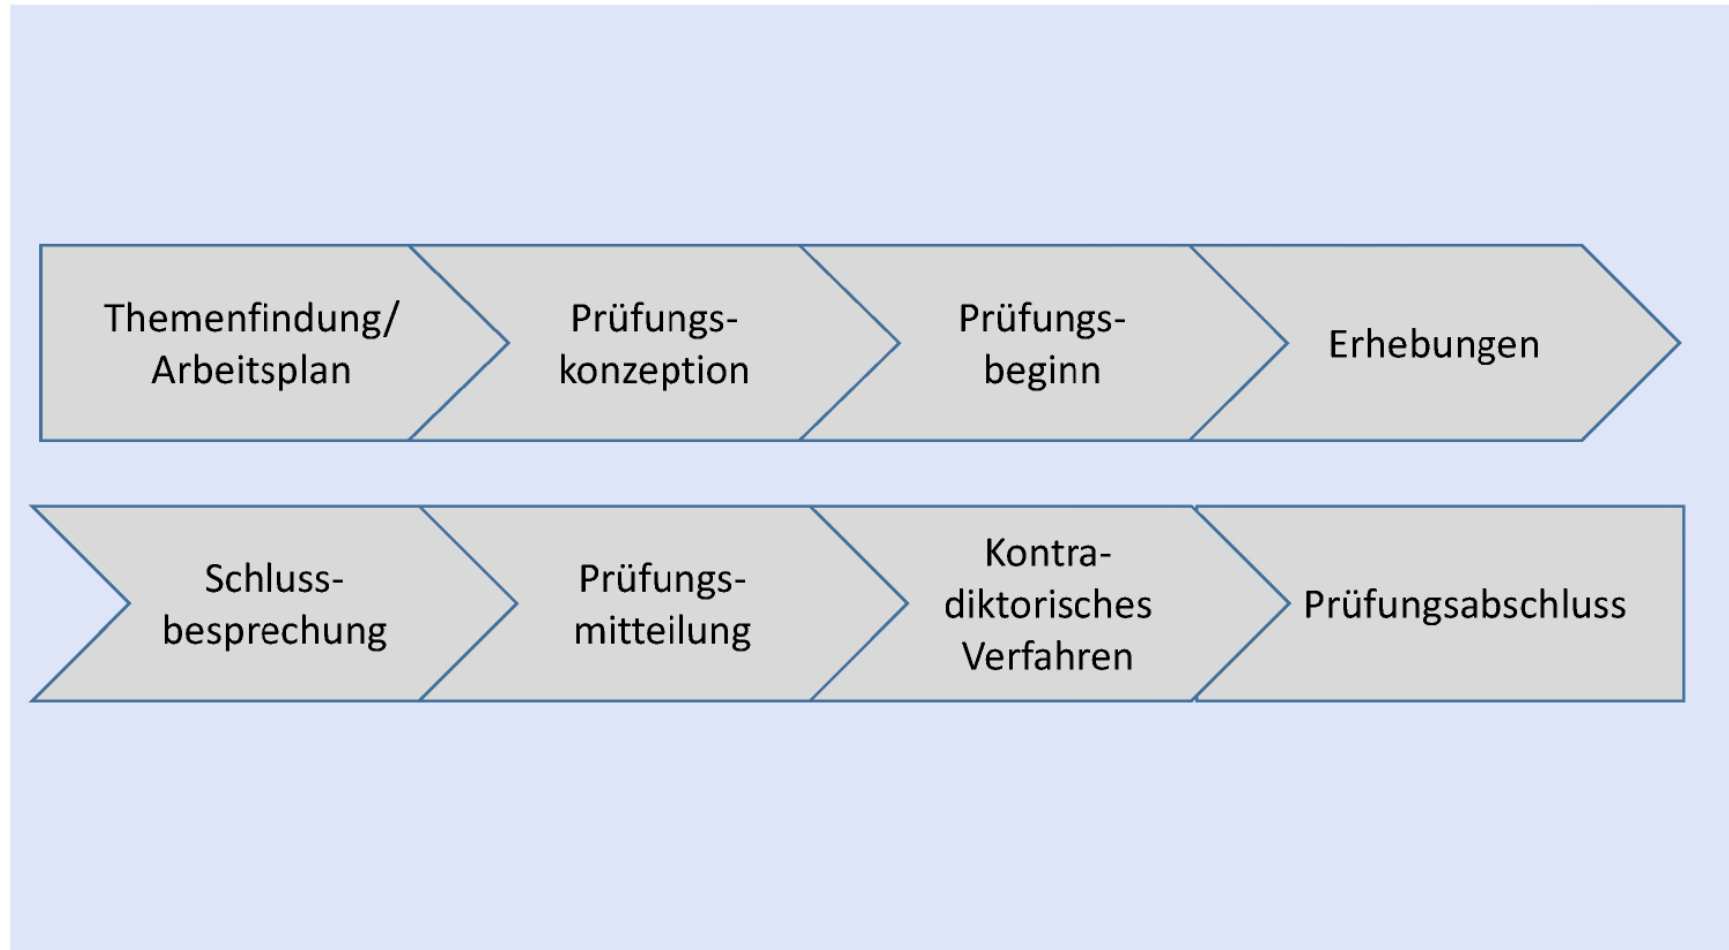 Themenfindung/
Arbeitsplan
Prüfungs-
konzeption
Prüfungs-
beginn
Erhebungen
Schluss-
besprechung
Prüfungs-
mitteilung
Kontra-
diktorisches
Verfahren
Prüfungsabschluss